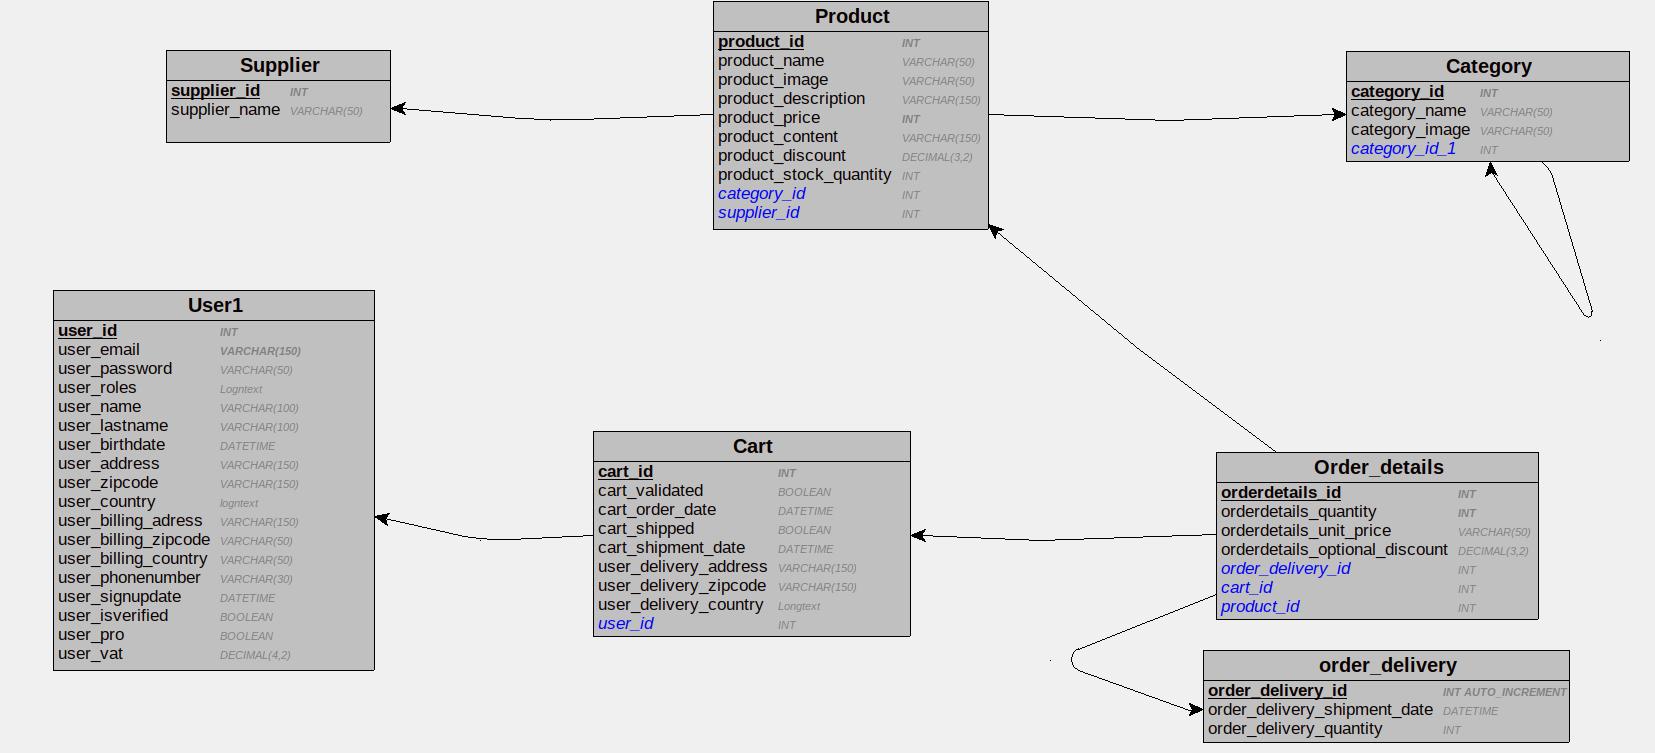 Product
product_id INT
product_name VARCHAR(50)
product_image VARCHAR(50)
product_description VARCHAR(150)
product_price INT
product_content VARCHAR(150)
product_discount DECIMAL(3,2)
product_stock_quantity INT
category_id INT
supplier_id INT
Supplier
supplier_id INT
supplier_name VARCHAR(50)
Category
category_id INT
category_name VARCHAR(50)
category_image VARCHAR(50)
category_id_1 INT
User1
user_id INT
user_email VARCHAR(150)
user_password VARCHAR(50)
user_roles Logntext
user_name VARCHAR(100)
user_lastname VARCHAR(100)
user_birthdate DATETIME
user_address VARCHAR(150)
user_zipcode VARCHAR(150)
user_country logntext
user_billing_adress VARCHAR(150)
user_billing_zipcode VARCHAR(50)
user_billing_country VARCHAR(50)
user_phonenumber VARCHAR(30)
user_signupdate DATETIME
user_isverified BOOLEAN
user_pro BOOLEAN
user_vat DECIMAL(4,2)
Cart
cart_id INT
cart_validated BOOLEAN
cart_order_date DATETIME
cart_shipped BOOLEAN
cart_shipment_date DATETIME
user_delivery_address VARCHAR(150)
user_delivery_zipcode VARCHAR(150)
user_delivery_country Longtext
user_id INT
Order_details
orderdetails_id INT
orderdetails_quantity INT
orderdetails_unit_price VARCHAR(50)
orderdetails_optional_discount DECIMAL(3,2)
order_delivery_id INT
cart_id INT
product_id INT
order_delivery
order_delivery_id INT AUTO_INCREMENT
order_delivery_shipment_date DATETIME
order_delivery_quantity INT